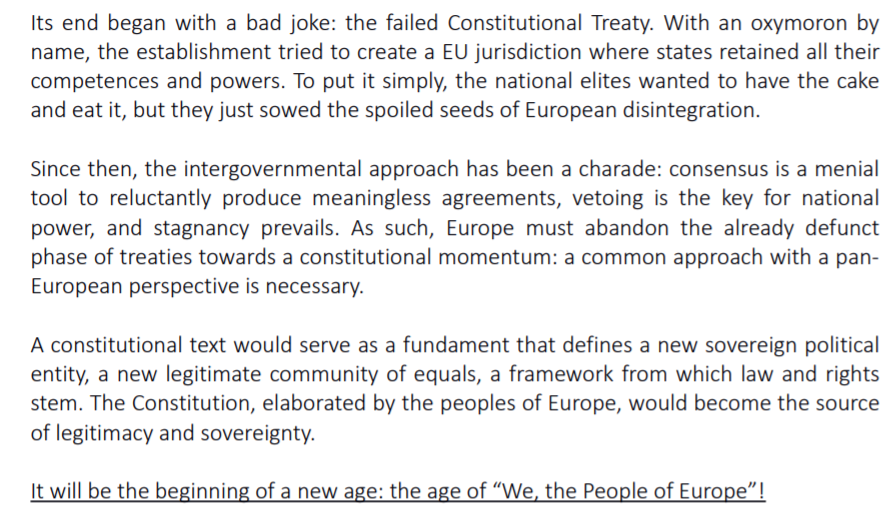 Its end began with a bad joke: the failed Constitutional Treaty. With an oxymoron by
name, the establishment tried to create a EU jurisdiction where states retained all their
competences and powers. To put it simply, the national elites wanted to have the cake
and eat it, but they just sowed the spoiled seeds of European disintegration.
Since then, the intergovernmental approach has been a charade: consensus is a menial
tool to reluctantly produce meaningless agreements, vetoing is the key for national
power, and stagnancy prevails. As such, Europe must abandon the already defunct
phase of treaties towards a constitutional momentum: a common approach with a pan-
European perspective is necessary.
A constitutional text would serve as a fundament that defines a new sovereign political
entity, a new legitimate community of equals, a framework from which law and rights
stem. The Constitution, elaborated by the peoples of Europe, would become the source
of legitimacy and sovereignty.
It will be the beginning of a new age: the age of “We, the People of Europe”!